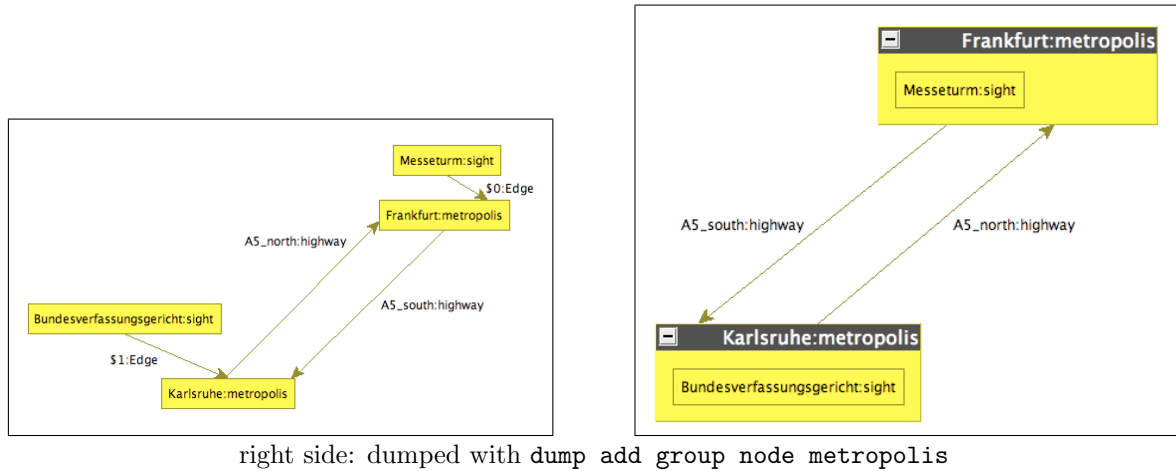 Messeturm:sight
$0:Edge
Frankfurt:metropolis
A5_north:highway
A5_south:highway
Bundesverfassungsgericht:sight
$1:Edge
Karlsruhe:metropolis
Frankfurt:metropolis
Messeturm:sight
A5_south:highway
A5_north:highway
Karlsruhe:metropolis
Bundesverfassungsgericht:sight
right side: dumped with dump add group node metropolis